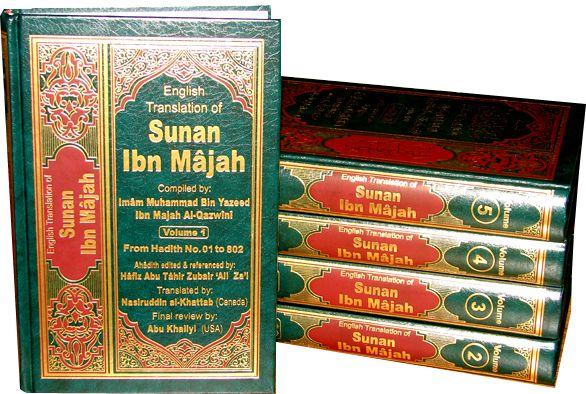 English
Translation of
Sunan
Ibn Mâjah
Compiled by:
Imâm Muhammad Bin Yazeed
Ibn Majah Al-Qazwini
Volume 1
From Hadith No. 01 to 802
Ahâdith edited & referenced by:
Hâfiz Abu Tâhir Zubair 'Ali Za'i
Translated by:
Nasiruddin al-Khattab (Canada)
Final review by:
Abu Khaliyl (USA)
English Translation of
Sunan
Ibn Mâjah
English Translation of
Sunan
Ibn Mâjah
Volume
5
English Translation of
Sunan
Ibn Mâjah
Volume
4
English Translation of
Sunan
Ibn Mâjah
Volume
3
English Translation of
Sunan
Ibn Mâjah
Volume
2